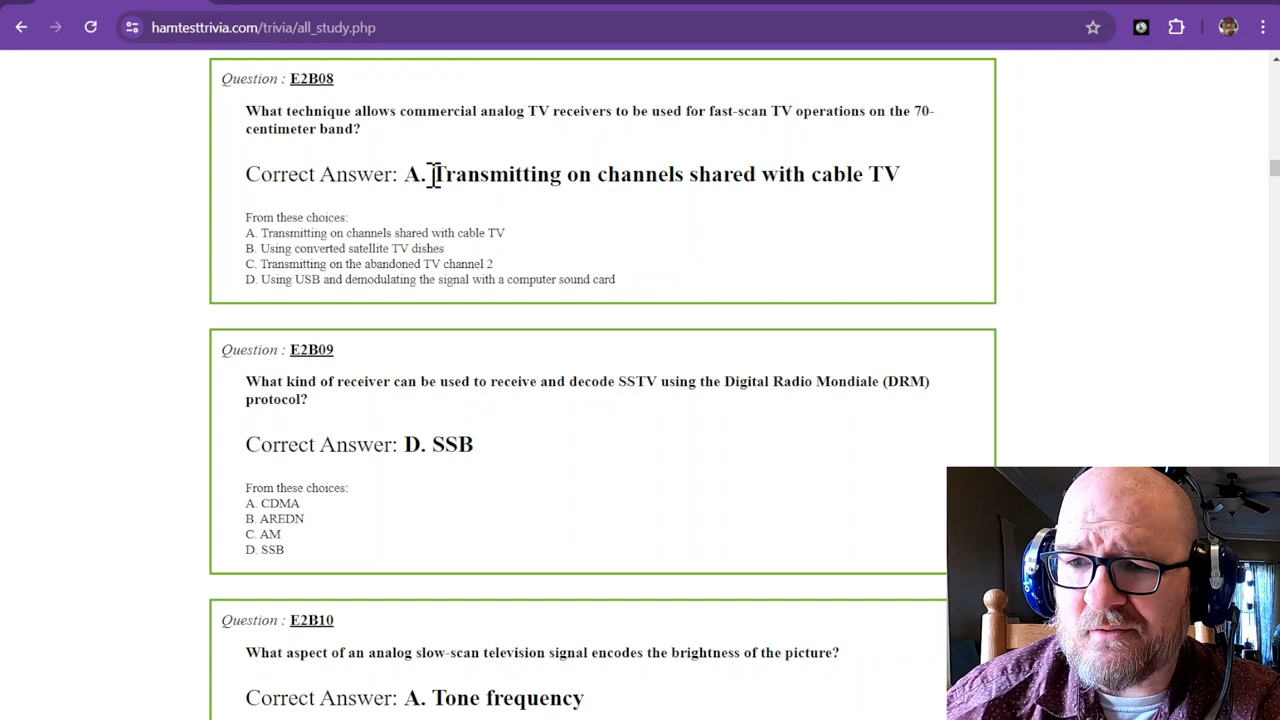 hamtesttrivia.com/trivia/all_study.php
Question : E2B08
What technique allows commercial analog TV receivers to be used for fast-scan TV operations on the 70-
centimeter band?
Correct Answer: A. Transmitting on channels shared with cable TV
From these choices:
A. Transmitting on channels shared with cable TV
B. Using converted satellite TV dishes
C. Transmitting on the abandoned TV channel 2
D. Using USB and demodulating the signal with a computer sound card
Question : E2B09
What kind of receiver can be used to receive and decode SSTV using the Digital Radio Mondiale (DRM)
protocol?
Correct Answer: D. SSB
From these choices:
A. CDMA
B. AREDN
C. AM
D. SSB
Question : E2B10
What aspect of an analog slow-scan television signal encodes the brightness of the picture?
Correct Answer: A. Tone frequency